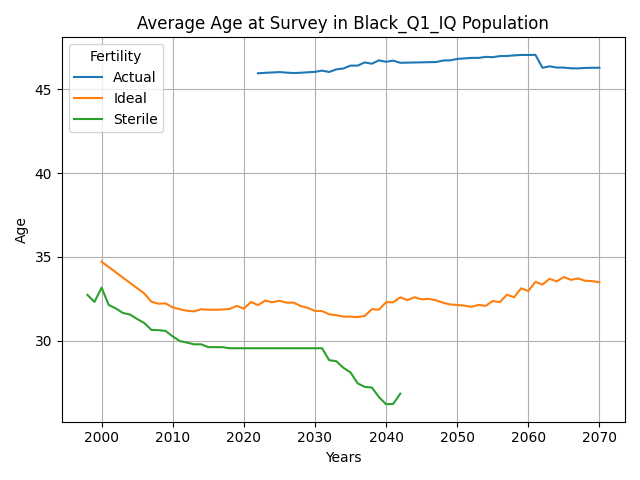 Average Age at Survey in Black_Q1_IQ Population
Fertility
Actual
Ideal
Sterile
Age
45
40
35
30
2000 2010 2020 2030 2040 2050 2060 2070
Years